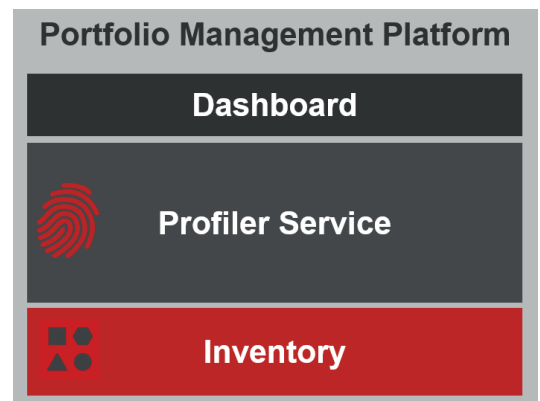 Portfolio Management Platform
Dashboard
Profiler Service
Inventory